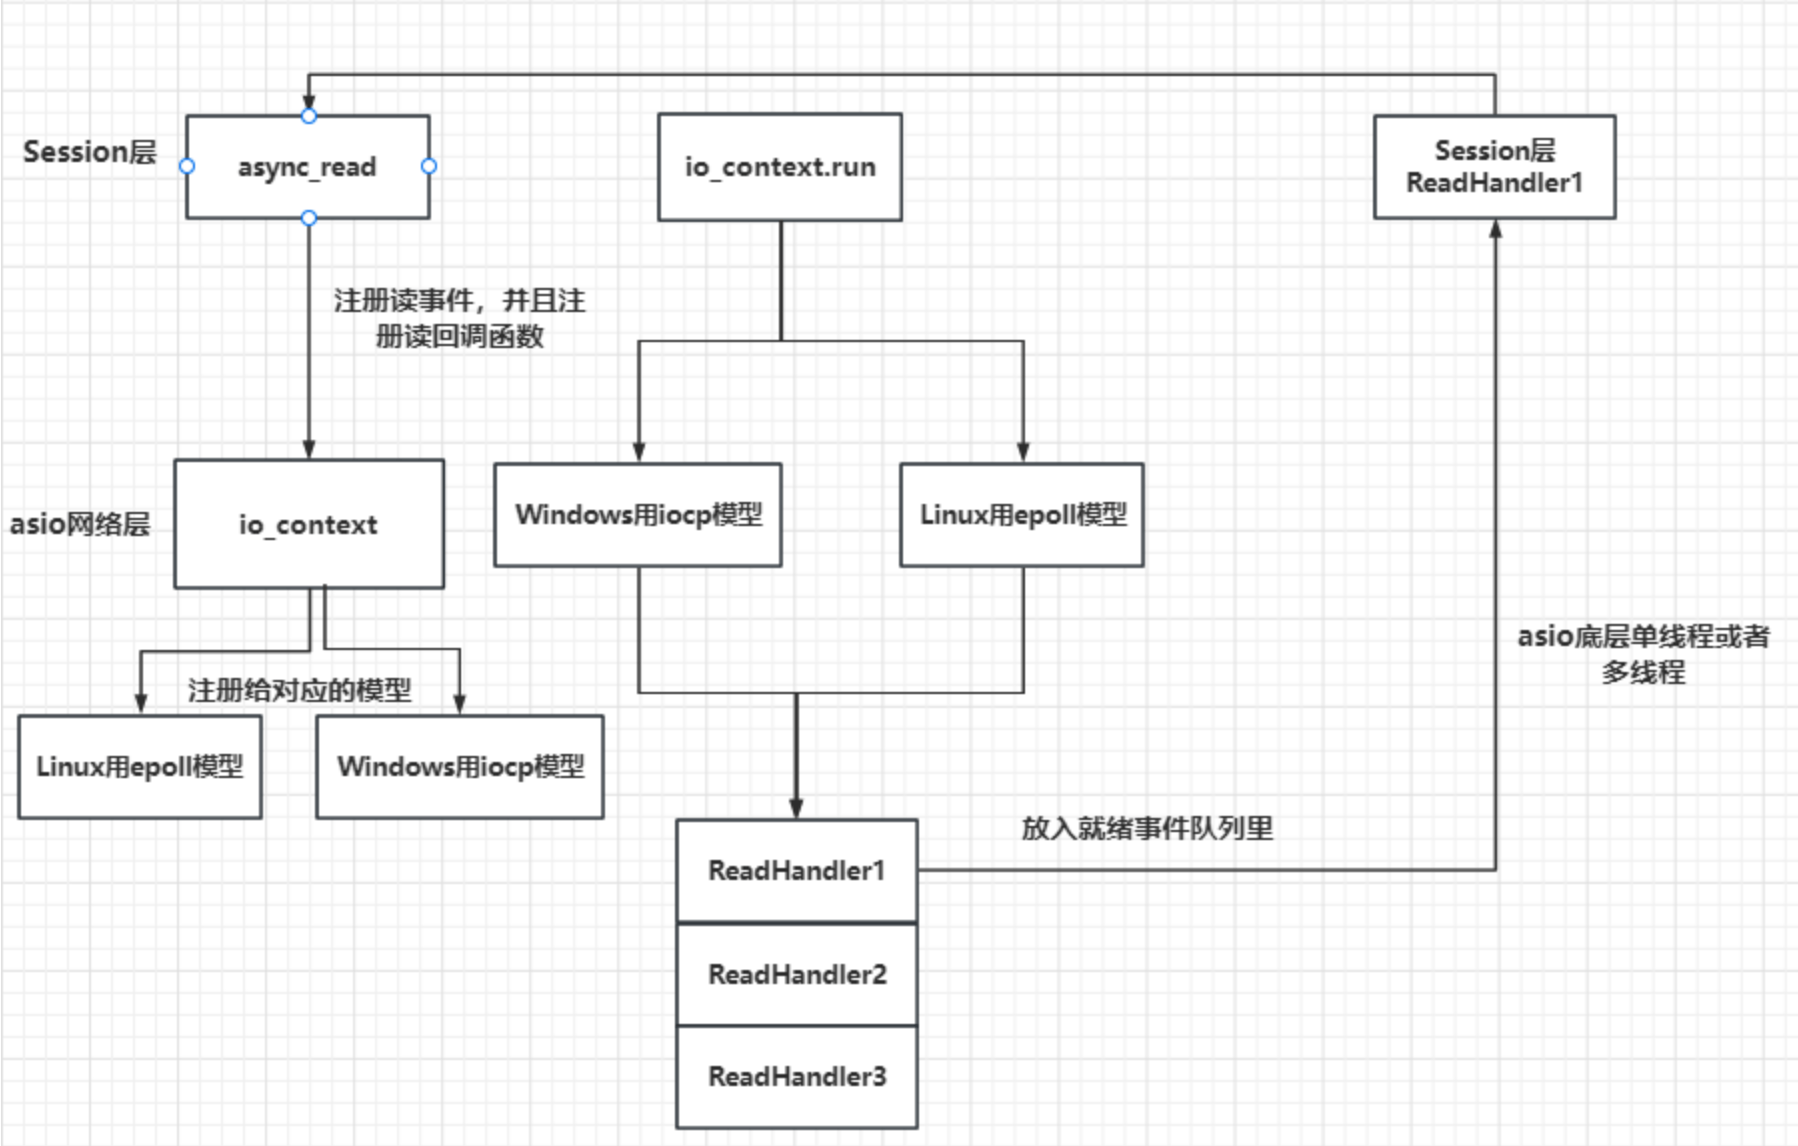 Session层
async_read
io_context.run
Session层
ReadHandler1
注册读事件，并且注
册读回调函数
asio网络层
io_context
Windows用iocp模型
Linux用epoll模型
asio底层单线程或者
多线程
注册给对应的模型
Linux用epoll模型
Windows用iocp模型
放入就绪事件队列里
ReadHandler1
ReadHandler2
ReadHandler3